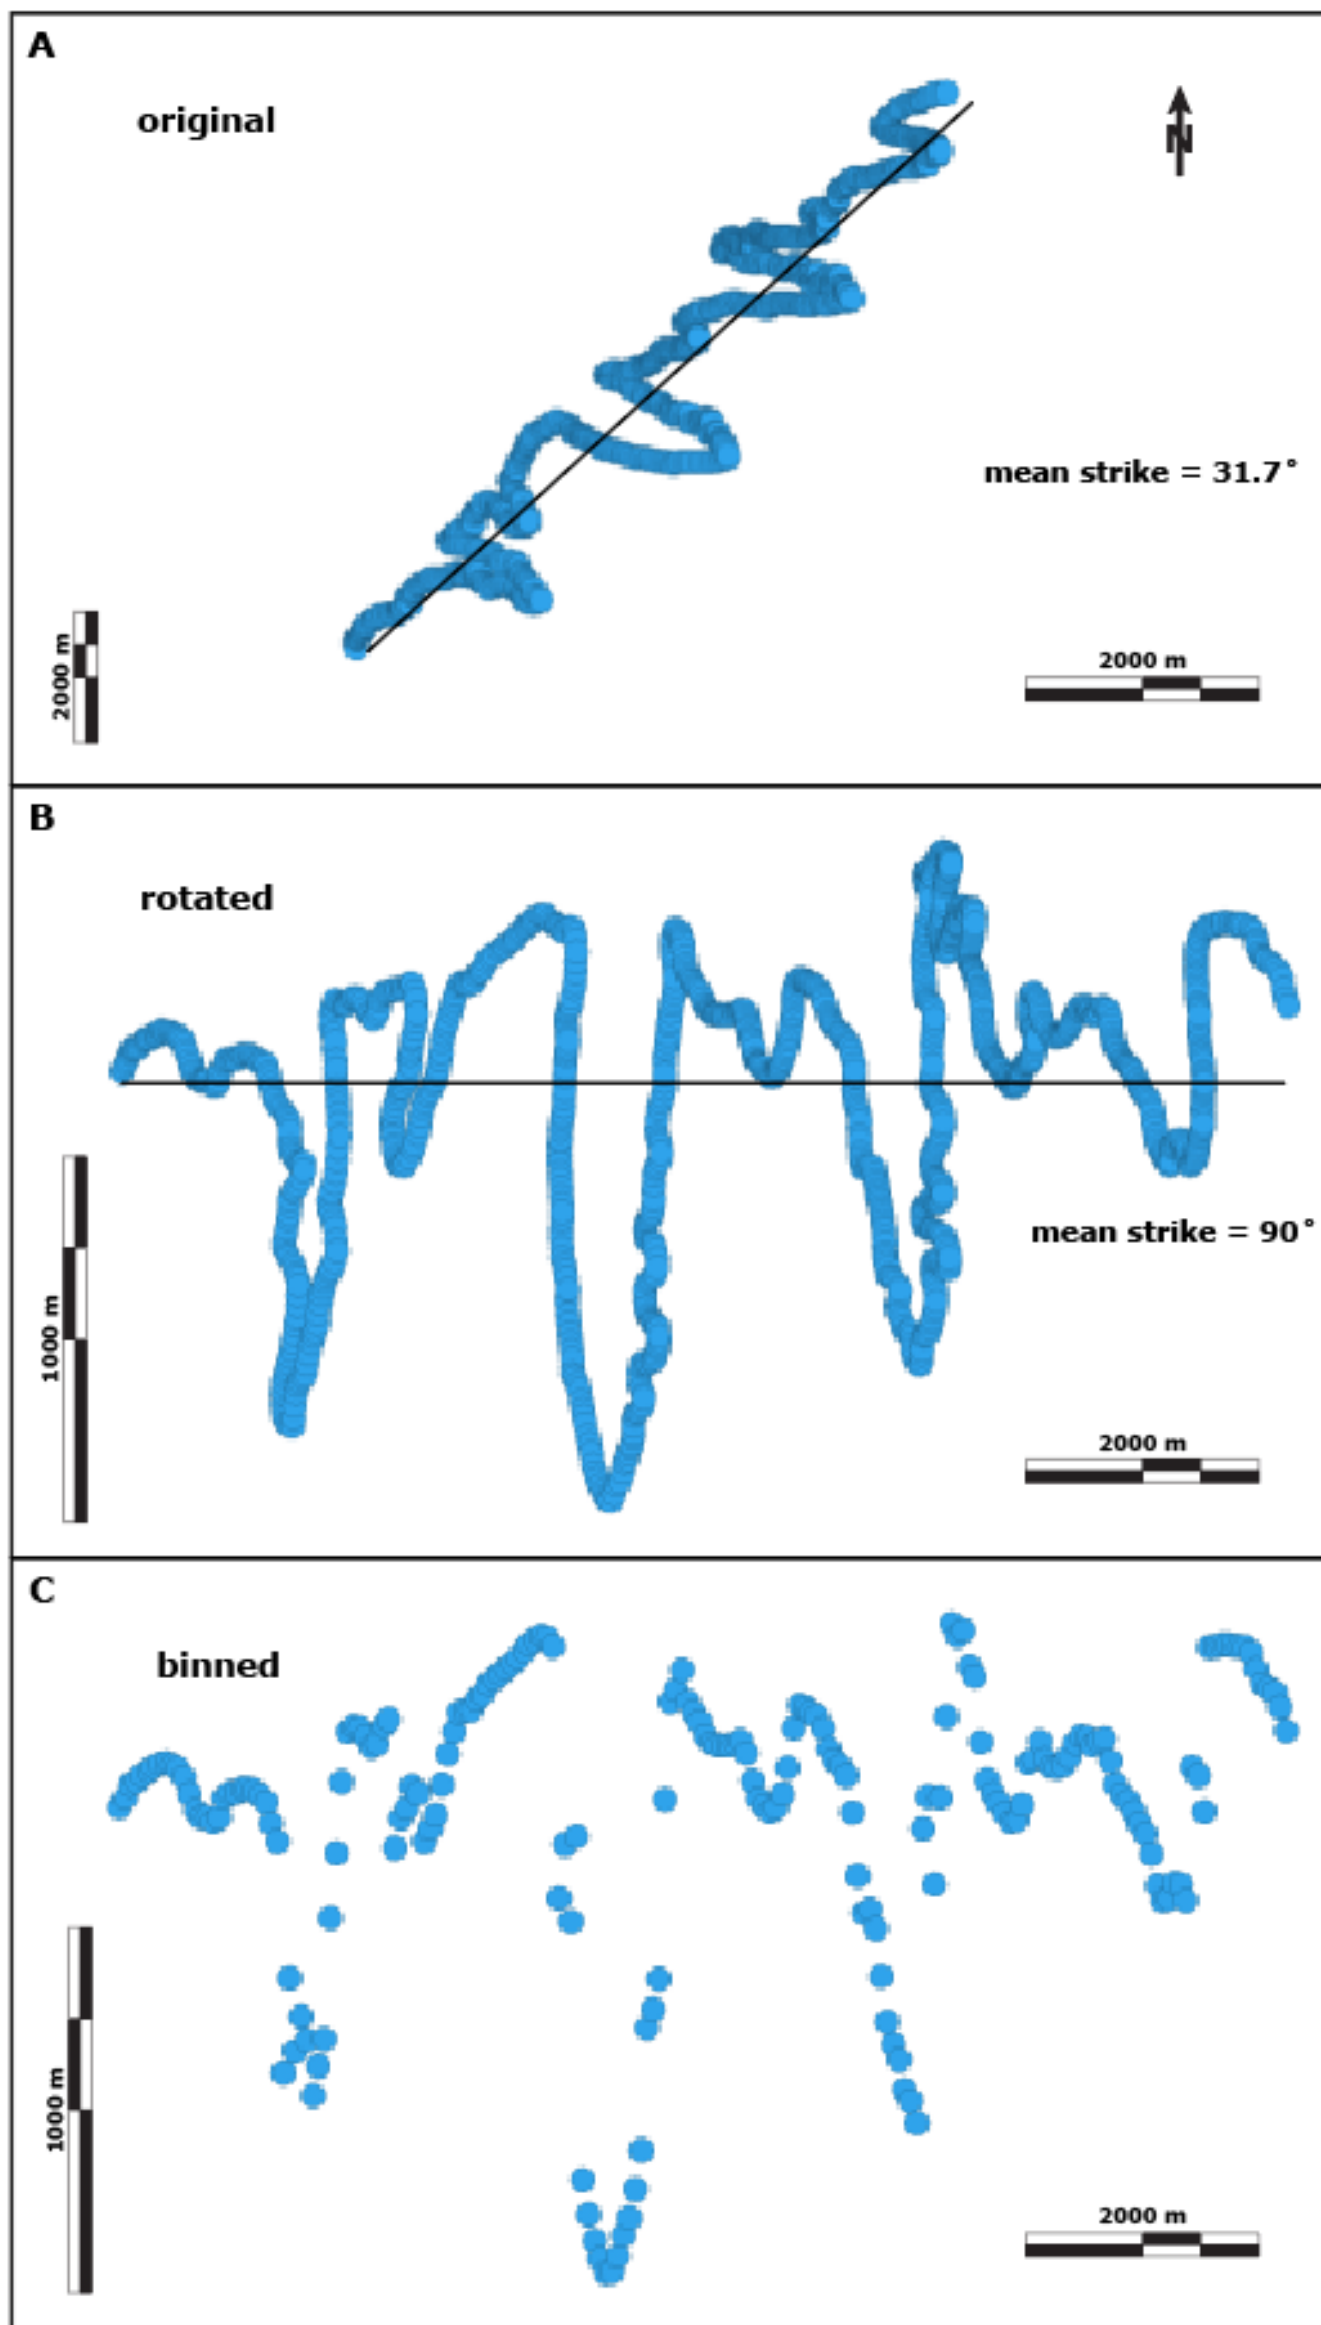 A
original
N
mean strike = 31.7°
2000 m
2000 m
B
rotated
mean strike = 90°
1000 m
2000 m
C
binned
1000 m
2000 m